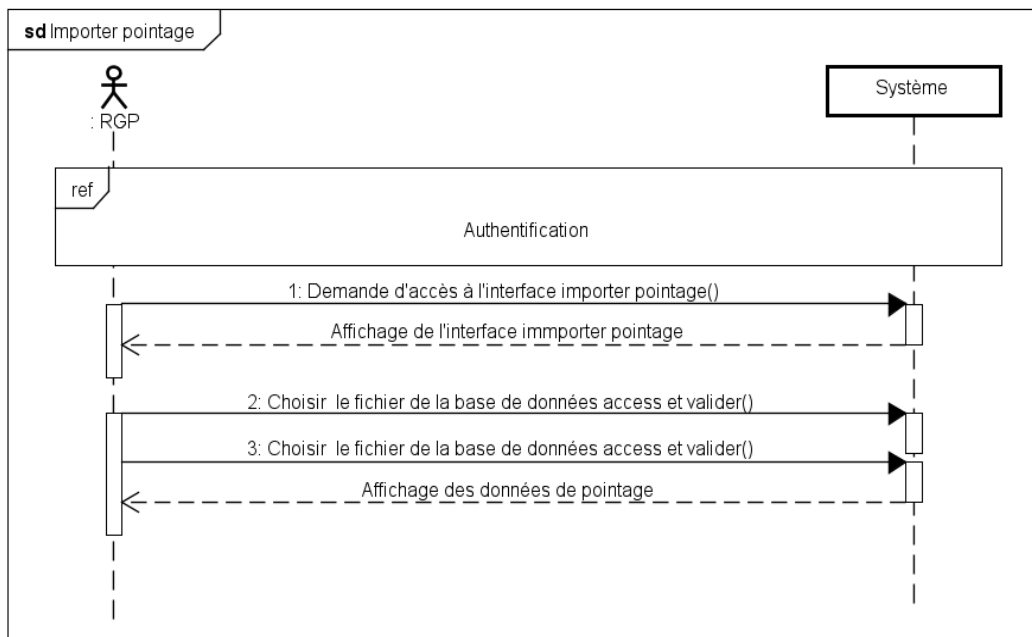 sd Importer pointage
: RGP
Système
ref
Authentification
1: Demande d'accès à l'interface importer pointage()
Affichage de l'interface immporter pointage
2: Choisir le fichier de la base de données access et valider()
3: Choisir le fichier de la base de données access et valider()
Affichage des données de pointage